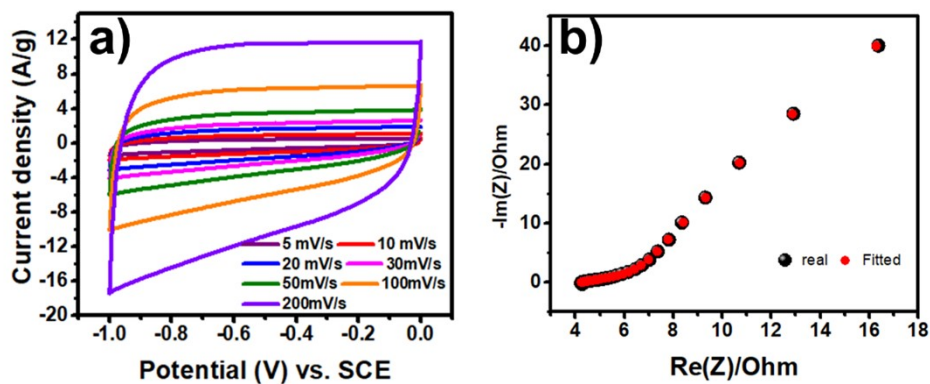 a)
Current density (A/g)
12
8
4
0
-4
-8
-12
-16
-20
5 mV/s 10 mV/s
20 mV/s 30mV/s
50mV/s 100mV/s
200mV/s
-1.0 -0.8 -0.6 -0.4 -0.2 0.0
Potential (V) vs. SCE
b)
-Im(Z)/Ohm
40
30
20
10
0
real Fitted
4 6 8 10 12 14 16 18
Re(Z)/Ohm